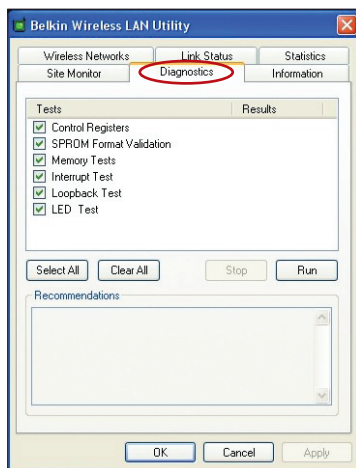 Belkin Wireless LAN Utility
Wireless Networks Link Status Statistics
Site Monitor Diagnostics Information
Tests Results
Control Registers
SPROM Format Validation
Memory Tests
Interrupt Test
Loopback Test
LED Test
Select All Clear All Stop Run
Recommendations
OK Cancel Apply